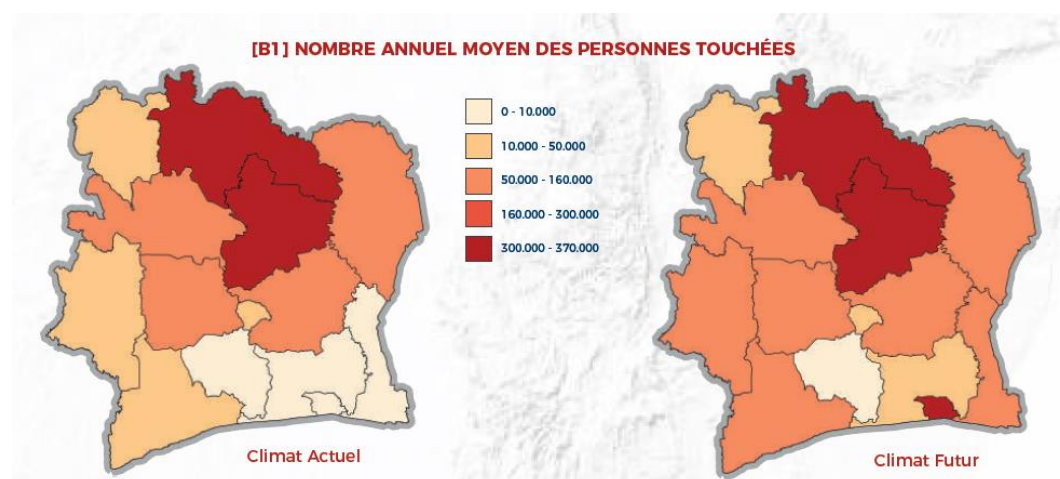 [B1] NOMBRE ANNUEL MOYEN DES PERSONNES TOUCHÉES
0 - 10.000
10.000 - 50.000
50.000 - 160.000
160.000 - 300.000
300.000 - 370.000
Climat Actuel
Climat Futur